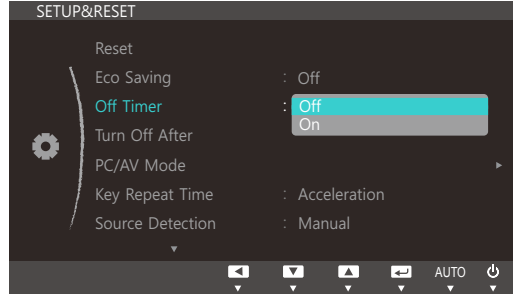 SETUP&RESET
Reset
Eco Saving : Off
Off Timer : Off
On
Turn Off After
PC/AV Mode
Key Repeat Time : Acceleration
Source Detection : Manual
AUTO